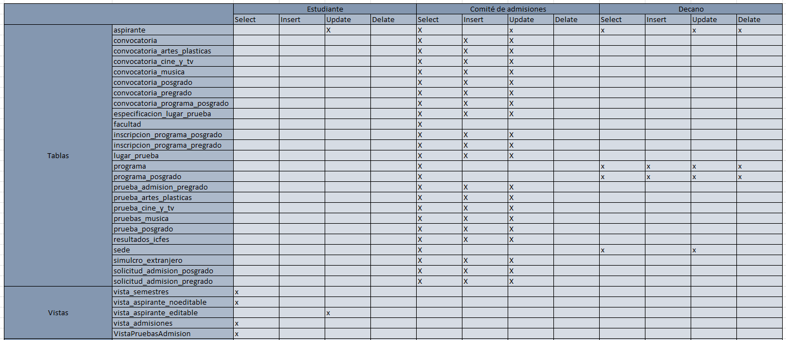 Estudiante Comité de admisiones Decano
Select Insert Update Delate Select Insert Update Delate Select Insert Update Delate
Tablas
aspirante X X x x x x
convocatoria X X X
convocatoria_artes_plasticas X X X
convocatoria_cine_y_tv X X X
convocatoria_musica X X X
convocatoria_posgrado X X X
convocatoria_pregrado X X X
convocatoria_programa_posgrado X X X
especificacion_lugar_prueba X X X
facultad X
inscripcion_programa_posgrado X X X
inscripcion_programa_pregrado X X X
lugar_prueba X X X
programa X x x x x
programa_posgrado X x x x x
prueba_admision_pregrado X X X
prueba_artes_plasticas X X X
prueba_cine_y_tv X X X
pruebas_musica X X X
prueba_posgrado X X X
resultados_icfes X X X
sede X x x
simulcro_extranjero X X X
solicitud_admision_posgrado X X X
solicitud_admision_pregrado X X X
Vistas
vista_semestres x
vista_aspirante_noeditable x
vista_aspirante_editable x
vista_admisiones x
VistaPruebasAdmision x